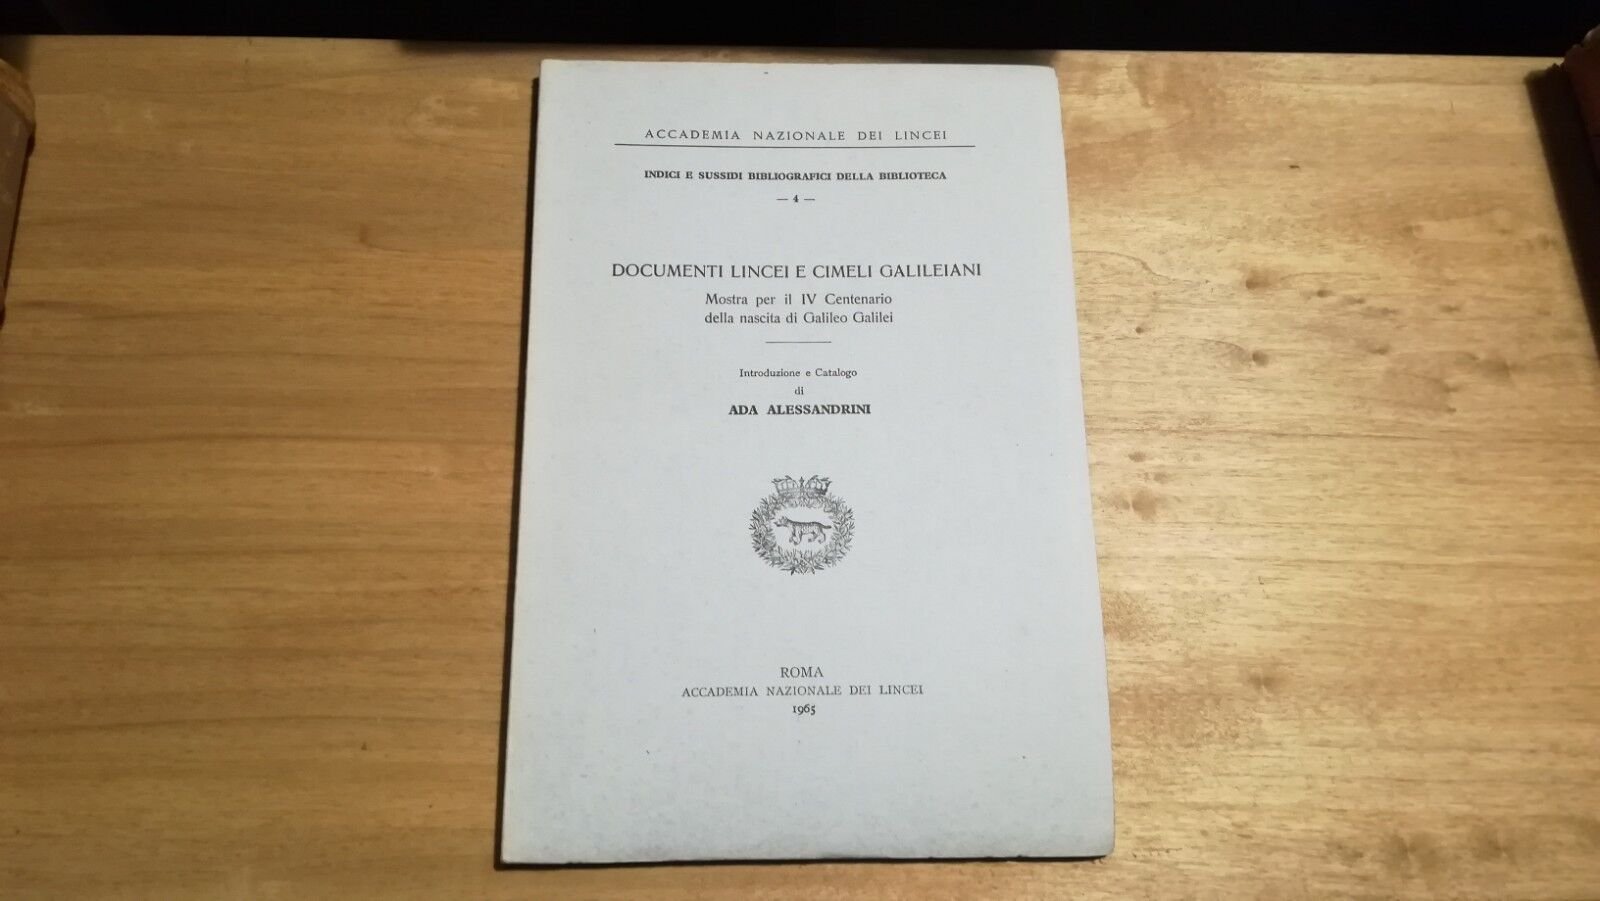 ACCADEMIA NAZIONALE DEI LINCEI
INDICI E SUSSIDI BIBLIOGRAFICI DELLA BIBLIOTECA
— 4 —
DOCUMENTI LINCEI E CIMELI GALILEIANI
Mostra per il IV Centenario
della nascita di Galileo Galilei
Introduzione e Catalogo
di
ADA ALESSANDRINI
ROMA
ACCADEMIA NAZIONALE DEI LINCEI
1965